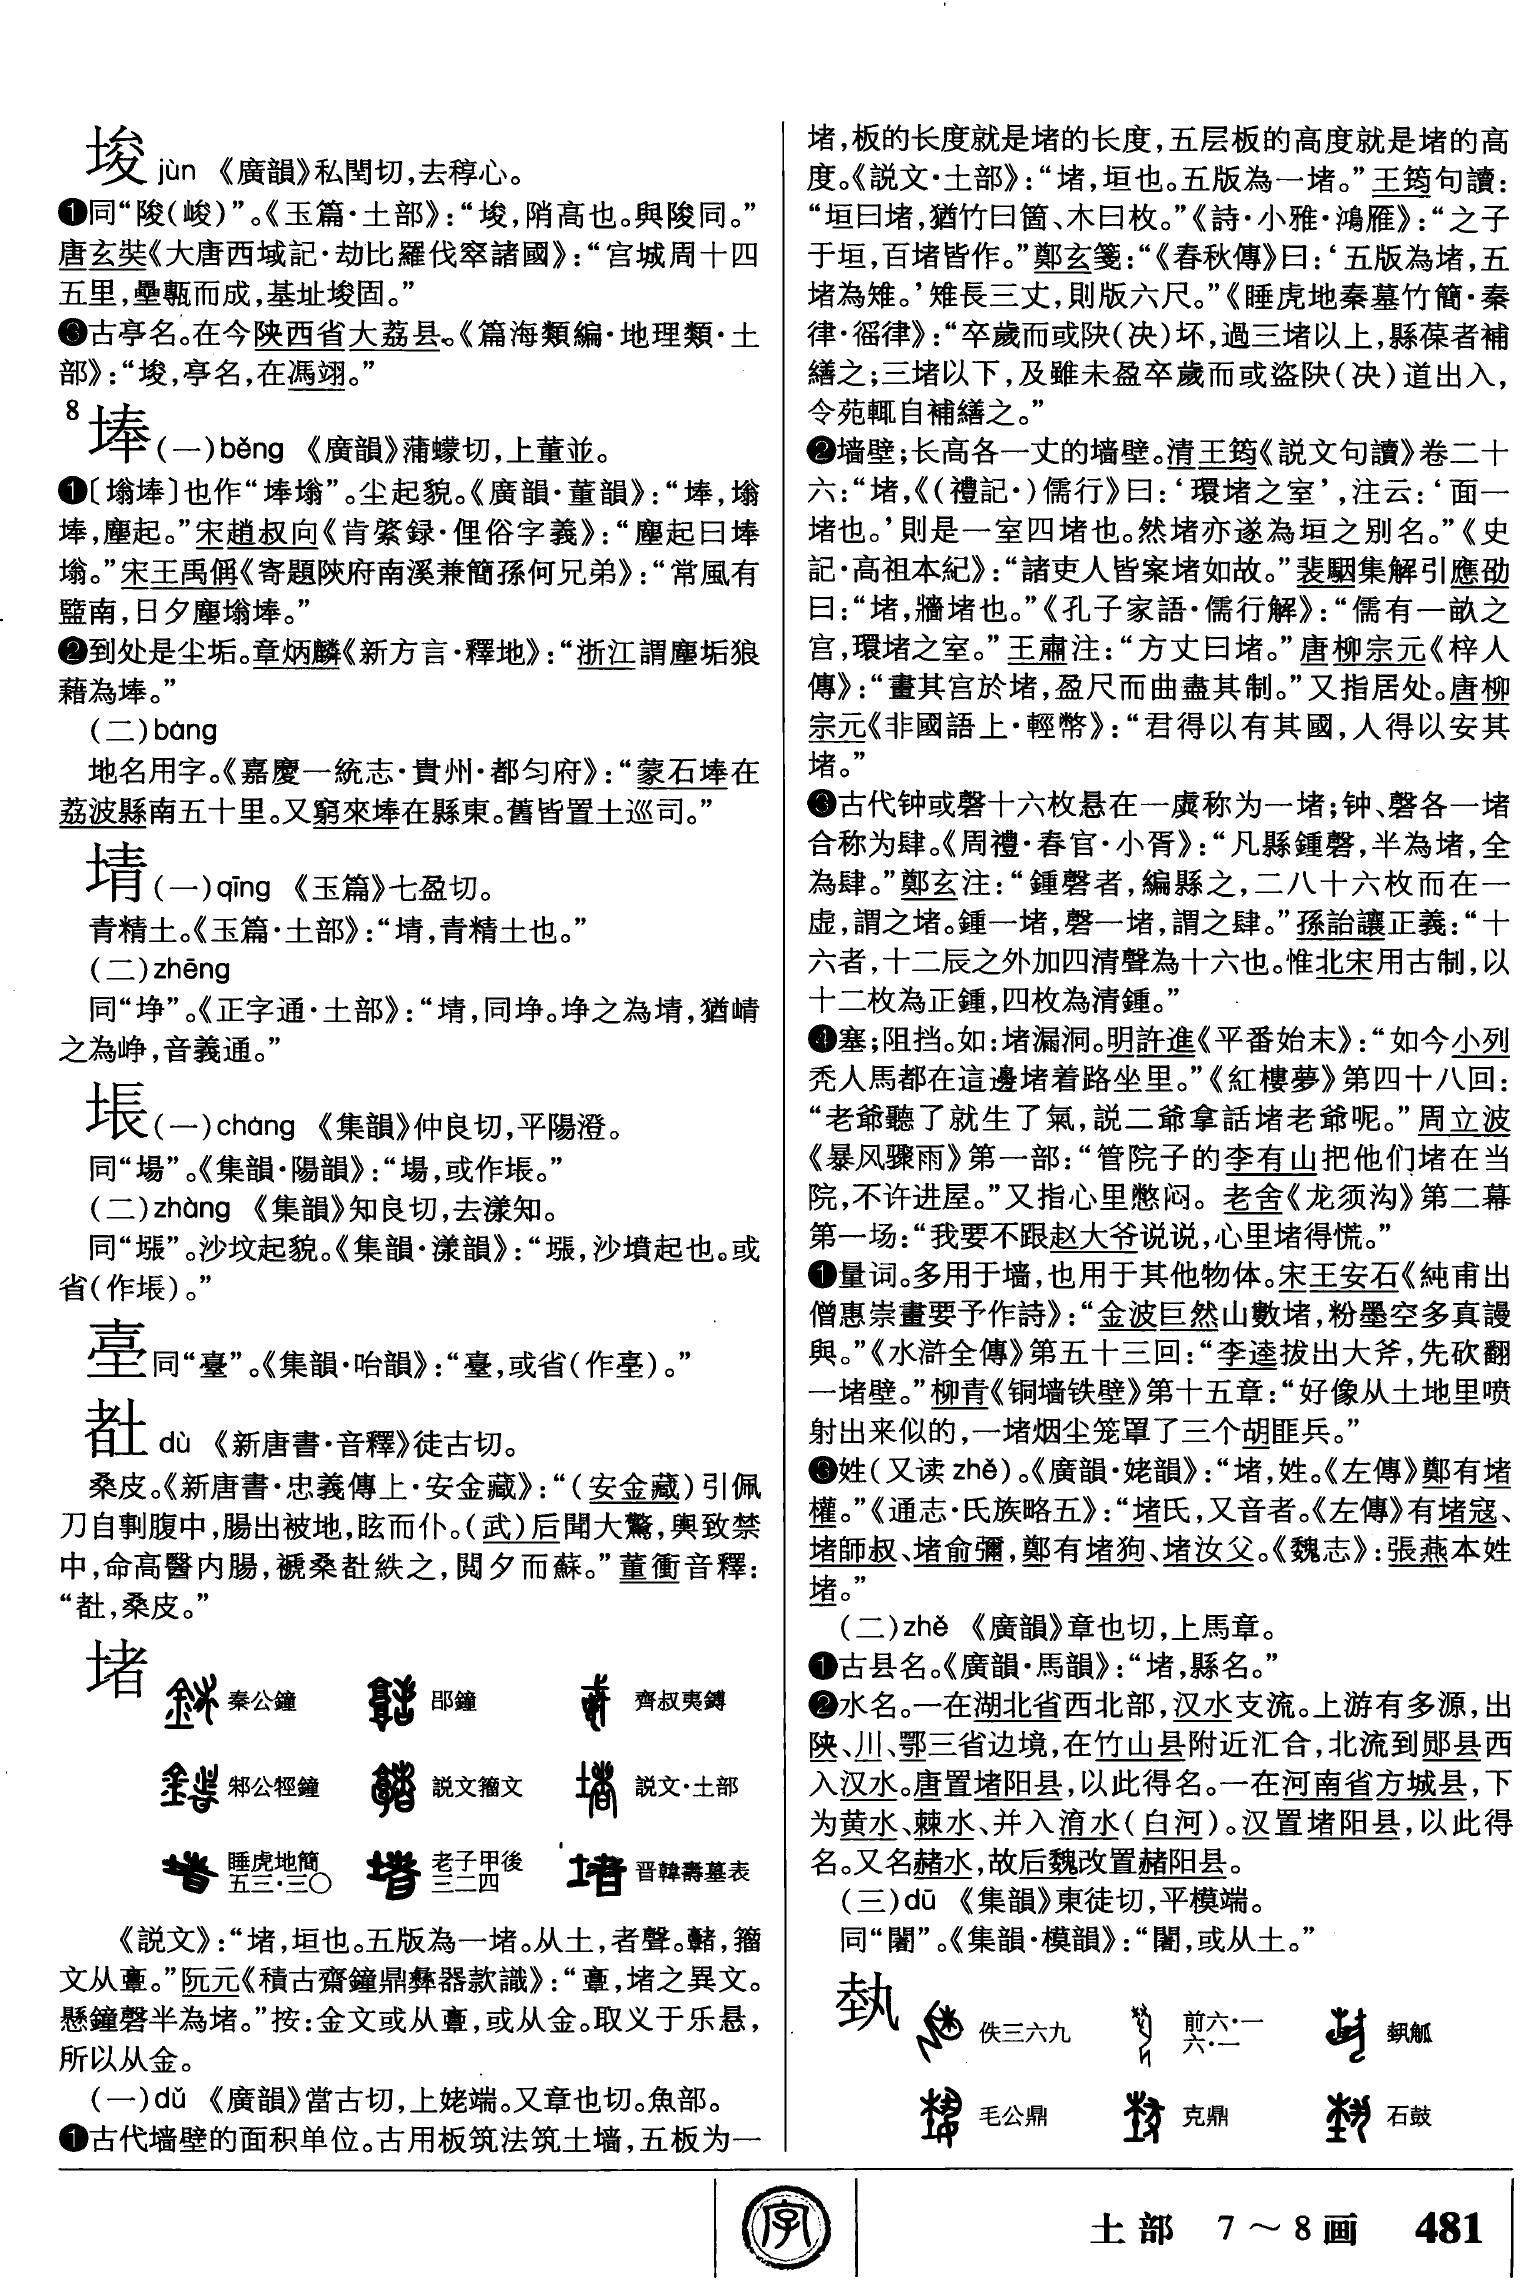 埈 jùn 《廣韻》私閏切,去稕心。
❶同“陖(峻)”。《玉篇·土部》:“埈,陗高也。與陖同。”
唐玄奘《大唐西域記·劫比羅伐窣諸國》:“宫城周十四
五里,壘甎而成,基址埈固。”
❸古亭名。在今陕西省大荔县。《篇海類編·地理類·土
部》:“埈,亭名,在馮翊。”
8
埲(一)běng 《廣韻》蒲蠓切,上董並。
❶〔塕埲〕也作“埲塕”。尘起貌。《廣韻·董韻》:“埲,塕
埲,塵起。”宋趙叔向《肯綮録·俚俗字義》:“塵起曰埲
塕。”宋王禹偁《寄題陝府南溪兼簡孫何兄弟》:“常風有
盬南,日夕塵塕埲。”
❷到处是尘垢。章炳麟《新方言·釋地》:“浙江謂塵垢狼
藉為埲。”
(二)bàng
地名用字。《嘉慶一統志·貴州·都匀府》:“蒙石埲在
荔波縣南五十里。又窮來埲在縣東。舊皆置土巡司。”
埥(一)qīng 《玉篇》七盈切。
青精土。《玉篇·土部》:“埥,青精土也。”
(二)zhēng
同“埩”。《正字通·土部》:“埥,同埩。埩之為埥,猶崝
之為崢,音義通。”
㙊(一)cháng 《集韻》仲良切,平陽澄。
同“場”。《集韻·陽韻》:“場,或作㙊。”
(二)zhàng 《集韻》知良切,去漾知。
同“墬”。沙坟起貌。《集韻·漾韻》:“墬,沙墳起也。或
省(作㙊)。”
同“臺”。《集韻·咍韻》:“臺,或省。”
dù 《新唐書·音釋》徒古切。
桑皮。《新唐書·忠義傳上·安金藏》:“(安金藏)引佩
刀自剚腹中,腸出被地,眩而仆。(武)后聞大驚,輿致禁
中,命高醫内腸,褫桑紩之,閲夕而蘇。”董衝音釋:
“桑皮。”
堵
秦公鐘 郘鐘 齊叔夷鎛
邾公牼鐘 説文籀文 説文·土部
睡虎地簡五三·三〇 老子甲後三二四 晋韓壽墓表
《説文》:“堵,垣也。五版為一堵。从土,者聲。𩫳,籀
文从𩫏。”阮元《積古齋鐘鼎彝器款識》:“𩫏,堵之異文。
懸鐘磬半為堵。”按:金文或从𩫏,或从金。取义于乐悬,
所以从金。
(一)dǔ 《廣韻》當古切,上姥端。又章也切。魚部。
❶古代墙壁的面积单位。古用板筑法筑土墙,五板为一
堵,板的长度就是堵的长度,五层板的高度就是堵的高
度。《説文·土部》:“堵,垣也。五版為一堵。”王筠句讀:
“垣曰堵,猶竹曰箇、木曰枚。”《詩·小雅·鴻雁》:“之子
于垣,百堵皆作。”鄭玄箋:“《春秋傳》曰:‘五版為堵,五
堵為雉。’雉長三丈,則版六尺。”《睡虎地秦墓竹簡·秦
律·徭律》:“卒歲而或陕(决)坏,過三堵以上,縣葆者補
繕之;三堵以下,及雖未盈卒歲而或盗陕(决)道出入,
令苑輒自補繕之。”
❷墙壁;长高各一丈的墙壁。清王筠《説文句讀》卷二十
六:“堵,《(禮記·)儒行》曰:‘環堵之室’,注云:‘面一
堵也。’則是一室四堵也。然堵亦遂為垣之别名。”《史
記·高祖本紀》:“諸吏人皆案堵如故。”裴駰集解引應劭
曰:“堵,牆堵也。”《孔子家語·儒行解》:“儒有一畝之
宫,環堵之室。”王肅注:“方丈曰堵。”唐柳宗元《梓人
傳》:“畫其宫於堵,盈尺而曲盡其制。”又指居处。唐柳
宗元《非國語上·輕幣》:“君得以有其國,人得以安其
堵。”
❸古代钟或磬十六枚悬在一虡称为一堵;钟、磬各一堵
合称为肆。《周禮·春官·小胥》:“凡縣鍾磬,半為堵,全
為肆。”鄭玄注:“鍾磬者,編縣之,二八十六枚而在一
虚,謂之堵。鍾一堵,磬一堵,謂之肆。”孫詒讓正義:“十
六者,十二辰之外加四清聲為十六也。惟北宋用古制,以
十二枚為正鍾,四枚為清鍾。”
❹塞;阻挡。如:堵漏洞。明許進《平番始末》:“如今小列
秃人馬都在這邊堵着路坐里。”《紅樓夢》第四十八回:
“老爺聽了就生了氣,説二爺拿話堵老爺呢。”周立波
《暴风骤雨》第一部:“管院子的李有山把他们堵在当
院,不许进屋。”又指心里憋闷。老舍《龙须沟》第二幕
第一场:“我要不跟赵大爷说说,心里堵得慌。”
❶量词。多用于墙,也用于其他物体。宋王安石《純甫出
僧惠崇畫要予作詩》:“金波巨然山數堵,粉墨空多真謾
與。”《水滸全傳》第五十三回:“李逵拔出大斧,先砍翻
一堵壁。”柳青《铜墙铁壁》第十五章:“好像从土地里喷
射出来似的,一堵烟尘笼罩了三个胡匪兵。”
❻姓(又读zhě)。《廣韻·姥韻》:“堵,姓。《左傳》鄭有堵
權。”《通志·氏族略五》:“堵氏,又音者。《左傳》有堵寇、
堵師叔、堵俞彌,鄭有堵狗、堵汝父。《魏志》:張燕本姓
堵。”
(二)zhě 《廣韻》章也切,上馬章。
❶古县名。《廣韻·馬韻》:“堵,縣名。”
❷水名。一在湖北省西北部,汉水支流。上游有多源,出
陕、川、鄂三省边境,在竹山县附近汇合,北流到郧县西
入汉水。唐置堵阳县,以此得名。一在河南省方城县,下
为黄水、棘水、并入淯水(白河)。汉置堵阳县,以此得
名。又名赭水,故后魏改置赭阳县。
(三)dū 《集韻》東徒切,平模端。
同“闍”。《集韻·模韻》:“闍,或从土。”
埶
佚三六九 前六·一六·一 觚
毛公鼎 克鼎 石鼓
字
土部 7～8画 481